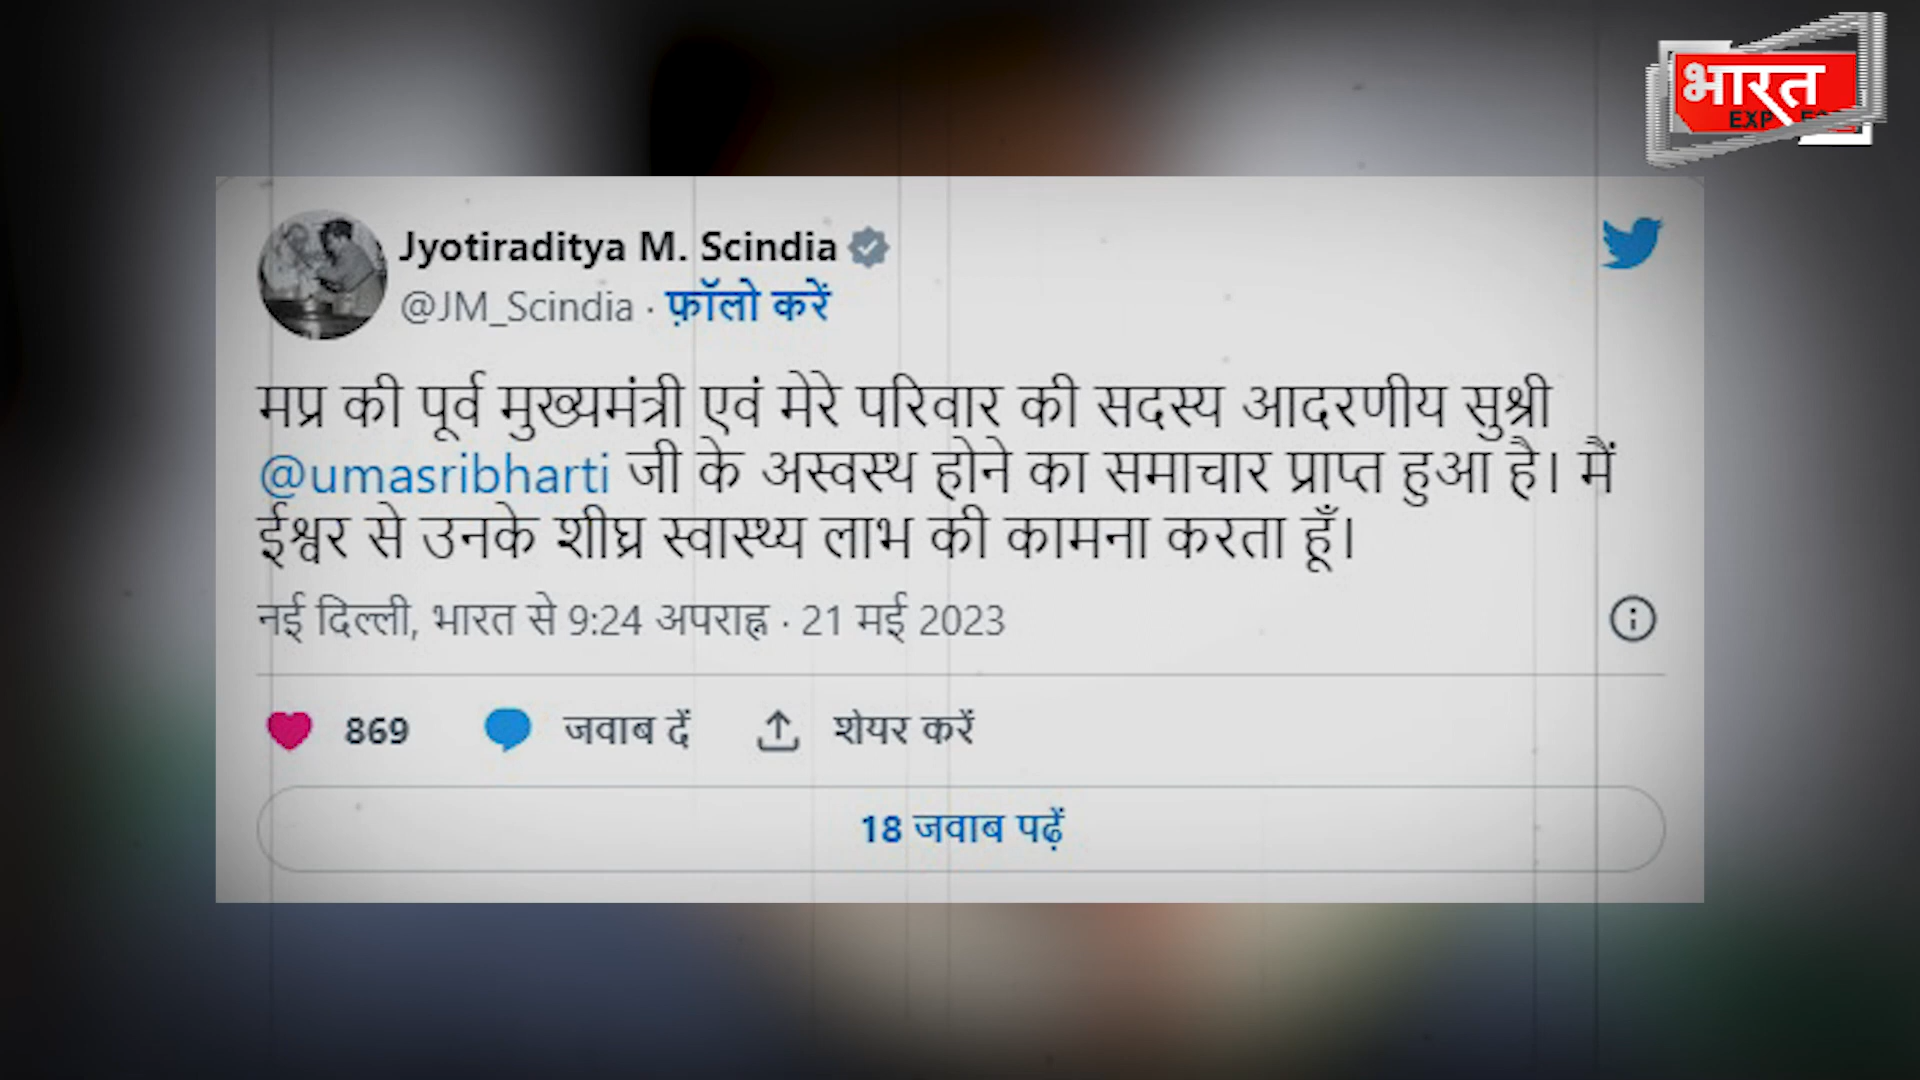 भारत
Jyotiraditya M. Scindia
@JM_Scindia · फ़ॉलो करें
मप्र की पूर्व मुख्यमंत्री एवं मेरे परिवार की सदस्य आदरणीय सुश्री
@umasribharti जी के अस्वस्थ होने का समाचार प्राप्त हुआ है। मैं
ईश्वर से उनके शीघ्र स्वास्थ्य लाभ की कामना करता हूँ।
नई दिल्ली, भारत से 9:24 अपराह्न · 21 मई 2023
869 जवाब दें शेयर करें
18 जवाब पढ़ें